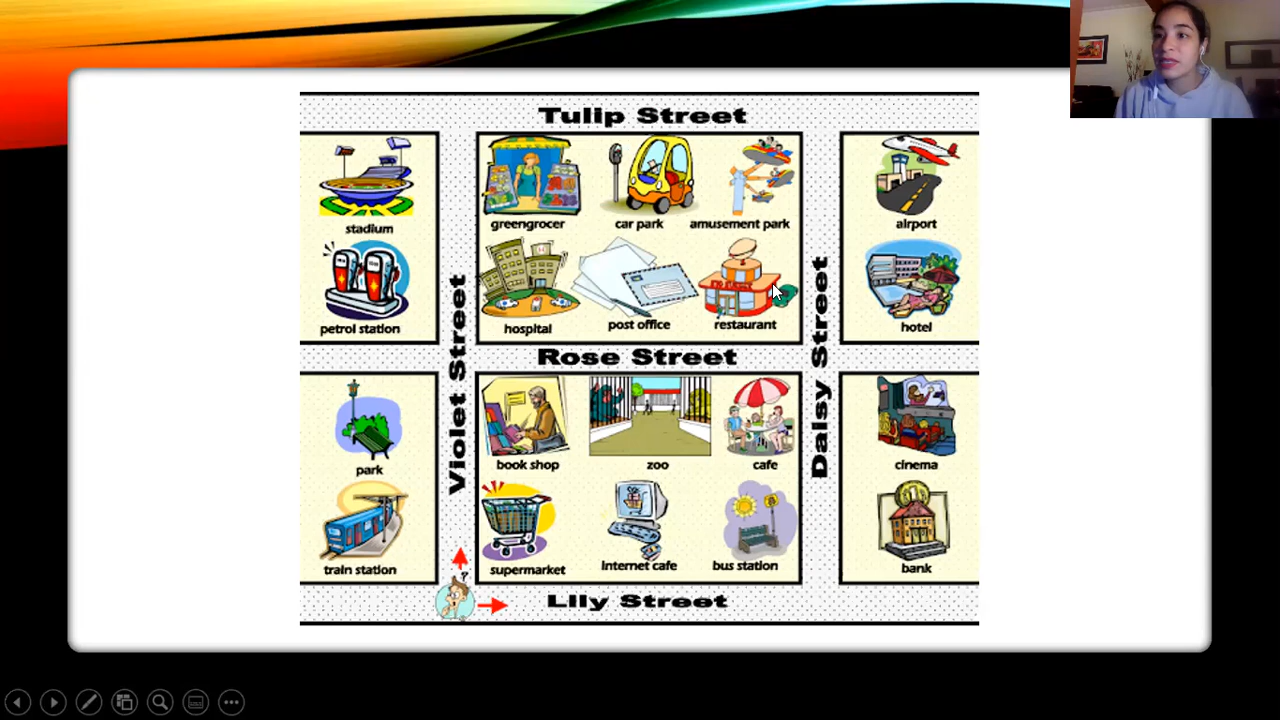 Tulip Street
stadium
greengrocer
car park
amusement park
airport
petrol station
hospital
post office
restaurant
hotel
Violet Street
Rose Street
Daisy Street
park
book shop
zoo
cafe
cinema
train station
supermarket
internet cafe
bus station
bank
?
Lily Street